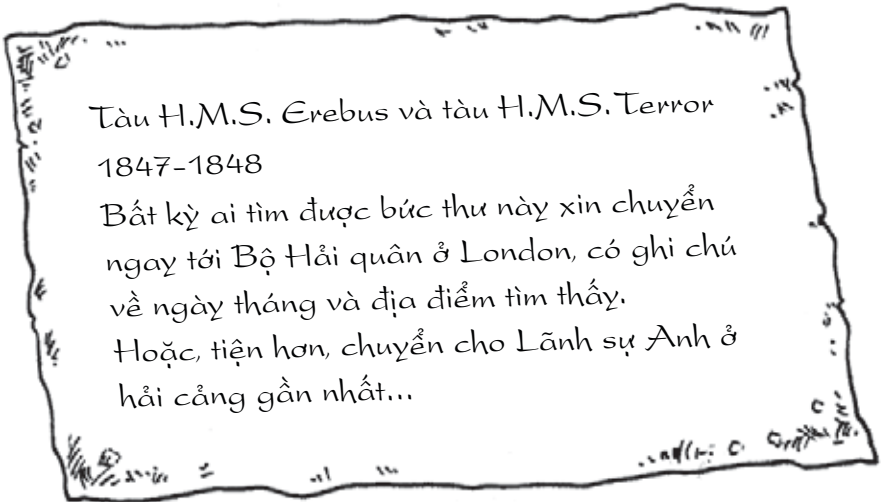 Tàu H.M.S. Erebus và tàu H.M.S. Terror
1847-1848
Bất kỳ ai tìm được bức thư này xin chuyển
ngay tới Bộ Hải quân ở London, có ghi chú
về ngày tháng và địa điểm tìm thấy.
Hoặc, tiện hơn, chuyển cho Lãnh sự Anh ở
hải cảng gần nhất...